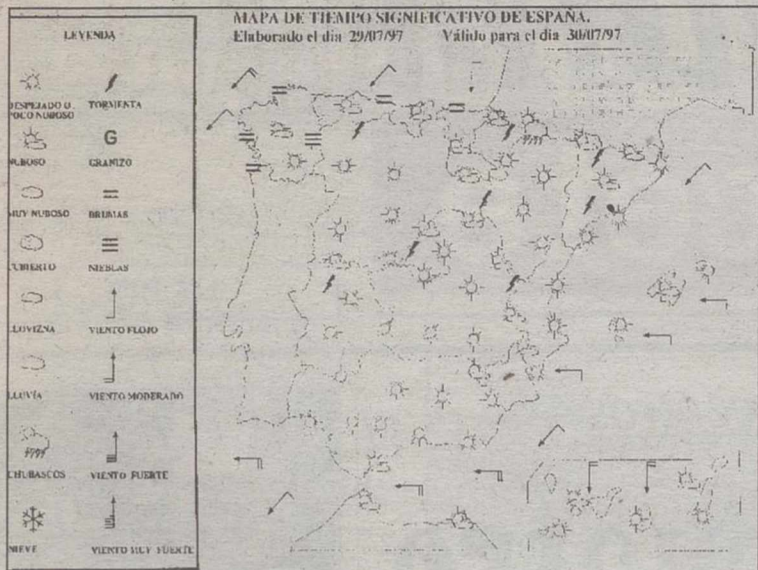 MAPA DE TIEMPO SIGNIFICATIVO DE ESPAÑA.
Elaborado el dia 29/07/97 Válido para el dia 30/07/97
LEYENDA
DESPEJADO O POCO NUBOSO
TORMENTA
NUBOSO
G
GRANIZO
MUY NUBOSO
BRUMAS
CUBIERTO
NIEBLAS
LLOVIZNA
VIENTO FLOJO
LLUVIA
VIENTO MODERADO
CHUBASCOS
VIENTO FUERTE
NIEVE
VIENTO MUY FUERTE